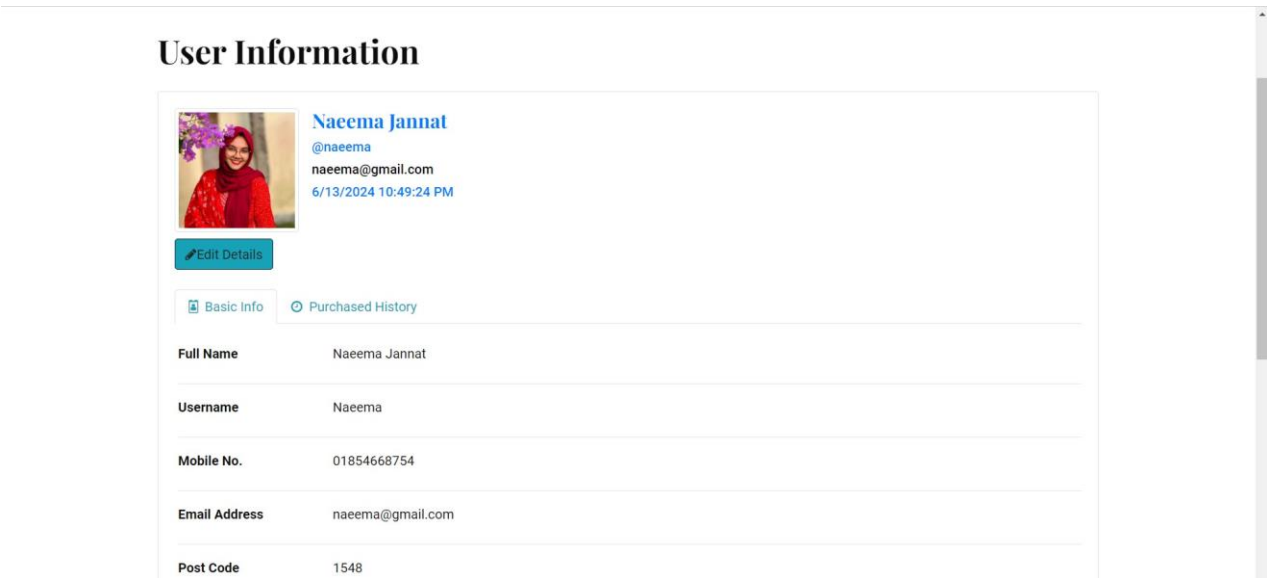 User Information
Naeema Jannat
@naeema
naeema@gmail.com
6/13/2024 10:49:24 PM
Edit Details
Basic Info Purchased History
Full Name Naeema Jannat
Username Naeema
Mobile No. 01854668754
Email Address naeema@gmail.com
Post Code 1548